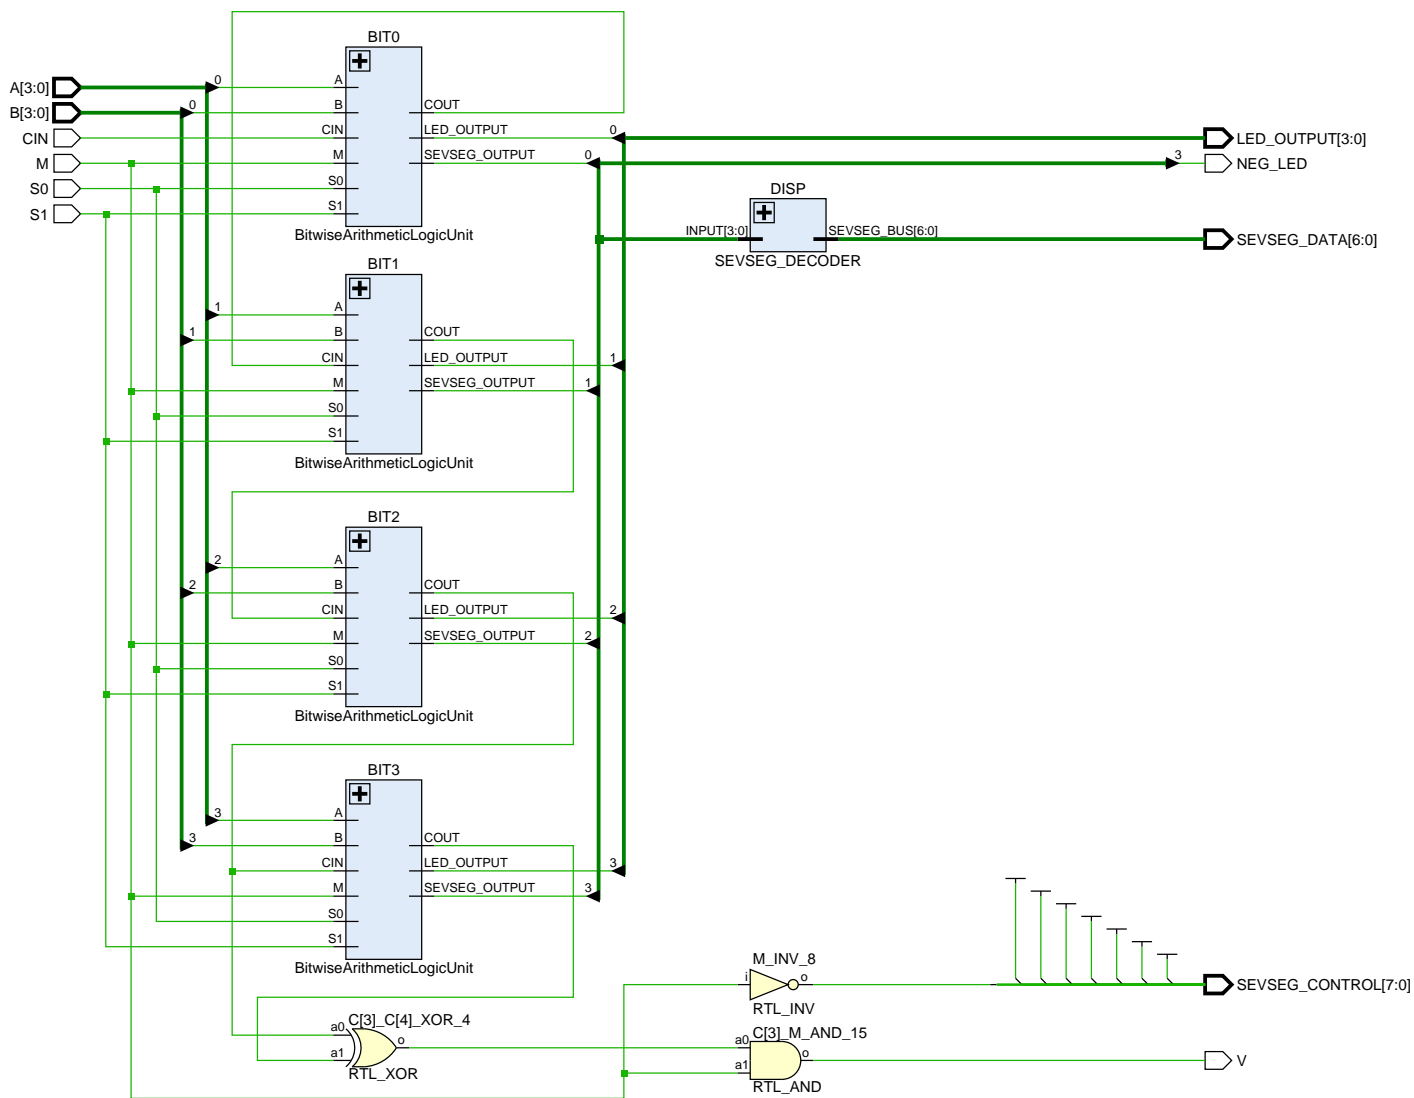 BIT0
A[3:0]
B[3:0]
CIN
M
S0
S1
0
0
A
B
CIN
M
S0
S1
COUT
LED_OUTPUT
SEVSEG_OUTPUT
0
0
BitwiseArithmeticLogicUnit
LED_OUTPUT[3:0]
3
NEG_LED
DISP
INPUT[3:0]
SEVSEG_BUS[6:0]
SEVSEG_DECODER
SEVSEG_DATA[6:0]
BIT1
1
1
A
B
CIN
M
S0
S1
COUT
LED_OUTPUT
SEVSEG_OUTPUT
1
1
BitwiseArithmeticLogicUnit
BIT2
2
2
A
B
CIN
M
S0
S1
COUT
LED_OUTPUT
SEVSEG_OUTPUT
2
2
BitwiseArithmeticLogicUnit
BIT3
3
3
A
B
CIN
M
S0
S1
COUT
LED_OUTPUT
SEVSEG_OUTPUT
3
3
BitwiseArithmeticLogicUnit
M_INV_8
i
o
RTL_INV
SEVSEG_CONTROL[7:0]
C[3]_C[4]_XOR_4
a0
a1
o
RTL_XOR
C[3]_M_AND_15
a0
a1
o
RTL_AND
V